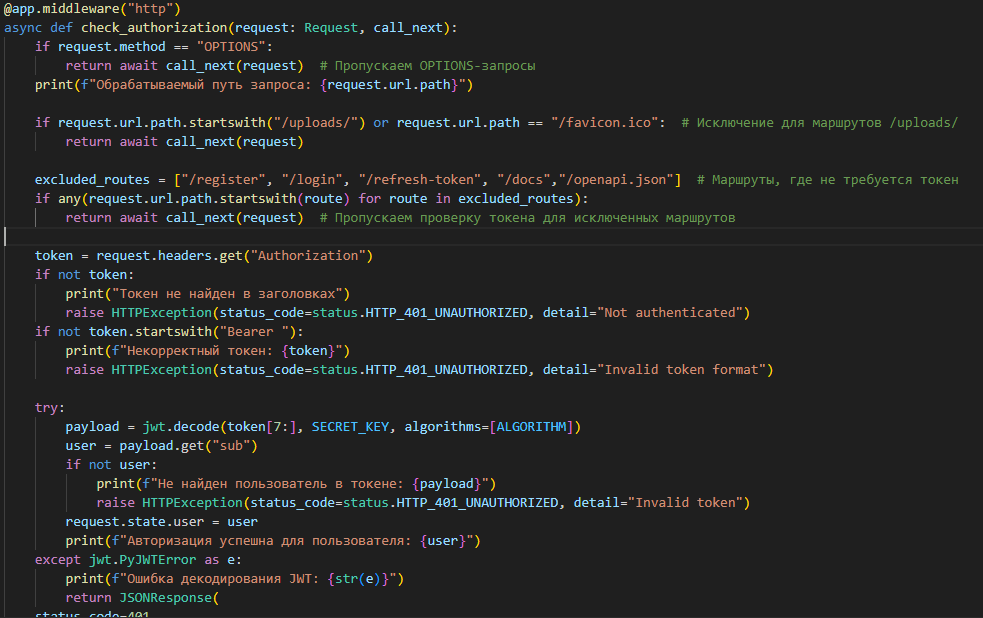 @app.middleware("http")
async def check_authorization(request: Request, call_next):
    if request.method == "OPTIONS":
        return await call_next(request)  # Пропускаем OPTIONS-запросы
    print(f"Обрабатываемый путь запроса: {request.url.path}")

    if request.url.path.startswith("/uploads/") or request.url.path == "/favicon.ico":  # Исключение для маршрутов /uploads/
        return await call_next(request)

    excluded_routes = ["/register", "/login", "/refresh-token", "/docs","/openapi.json"]  # Маршруты, где не требуется токен
    if any(request.url.path.startswith(route) for route in excluded_routes):
        return await call_next(request)  # Пропускаем проверку токена для исключенных маршрутов

    token = request.headers.get("Authorization")
    if not token:
        print("Токен не найден в заголовках")
        raise HTTPException(status_code=status.HTTP_401_UNAUTHORIZED, detail="Not authenticated")
    if not token.startswith("Bearer "):
        print(f"Некорректный токен: {token}")
        raise HTTPException(status_code=status.HTTP_401_UNAUTHORIZED, detail="Invalid token format")

    try:
        payload = jwt.decode(token[7:], SECRET_KEY, algorithms=[ALGORITHM])
        user = payload.get("sub")
        if not user:
            print(f"Не найден пользователь в токене: {payload}")
            raise HTTPException(status_code=status.HTTP_401_UNAUTHORIZED, detail="Invalid token")
        request.state.user = user
        print(f"Авторизация успешна для пользователя: {user}")
    except jwt.PyJWTError as e:
        print(f"Ошибка декодирования JWT: {str(e)}")
        return JSONResponse(
    status_code=401